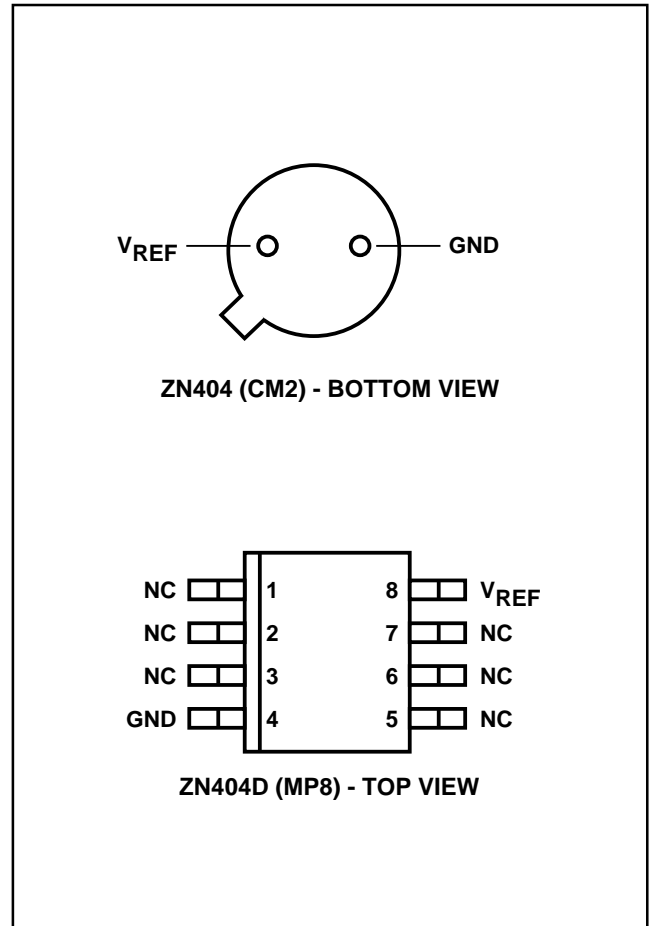 VREF GND
ZN404 (CM2) - BOTTOM VIEW
NC 1 8 VREF
NC 2 7 NC
NC 3 6 NC
GND 4 5 NC
ZN404D (MP8) - TOP VIEW